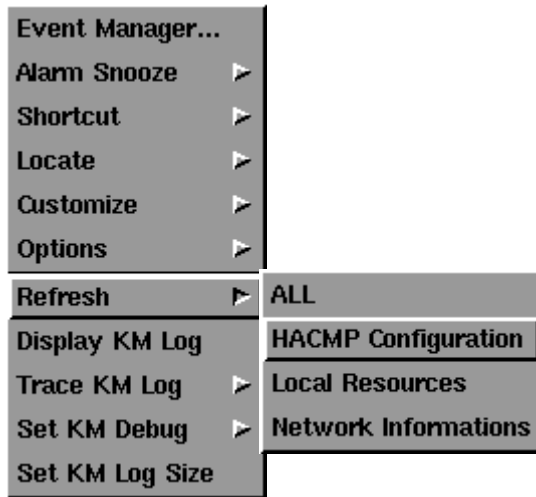 Event Manager...
Alarm Snooze
Shortcut
Locate
Customize
Options
Refresh
ALL
Display KM Log
HACMP Configuration
Trace KM Log
Local Resources
Set KM Debug
Network Informations
Set KM Log Size